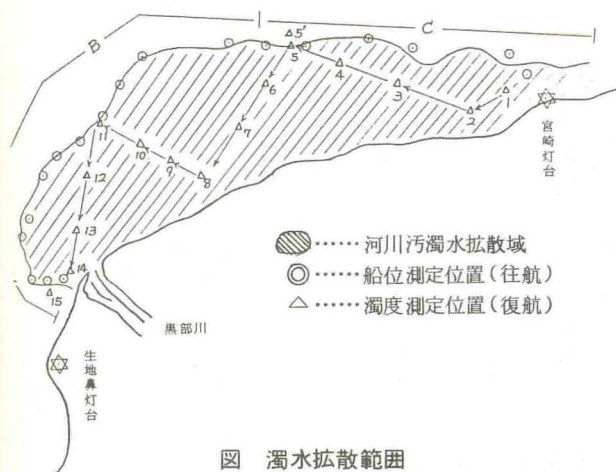 B
C
5'
5
4
3
2
1
6
7
8
9
10
11
12
13
14
15
宮崎灯台
……河川汚濁水拡散域
……船位測定位置(往航)
……濁度測定位置(復航)
黒部川
生地鼻灯台
図 濁水拡散範囲